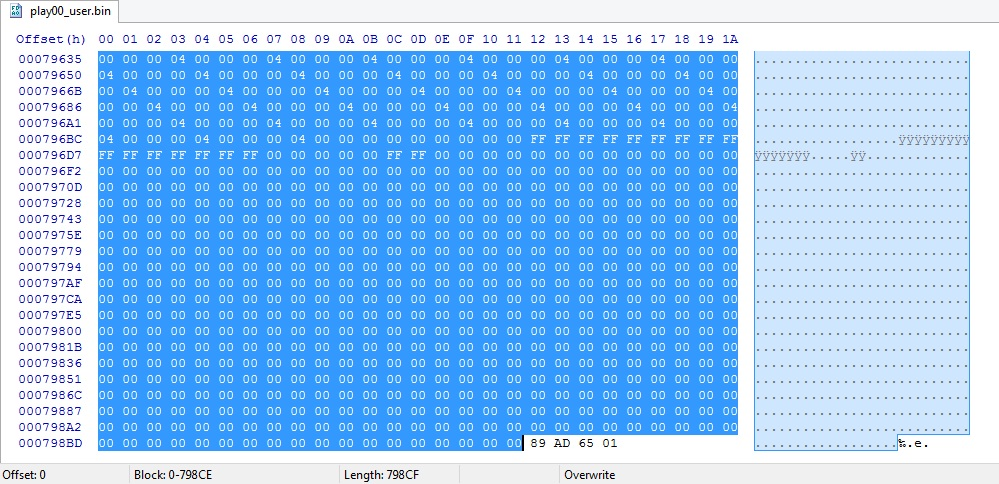 play00_user.bin
Offset(h) 00 01 02 03 04 05 06 07 08 09 0A 0B 0C 0D 0E 0F 10 11 12 13 14 15 16 17 18 19 1A
00079635 00 00 00 04 00 00 00 04 00 00 00 04 00 00 00 04 00 00 00 04 00 00 00 04 00 00 00 ...........................
00079650 04 00 00 00 04 00 00 00 04 00 00 00 04 00 00 00 04 00 00 00 04 00 00 00 04 00 00 ...........................
0007966B 00 04 00 00 00 04 00 00 00 04 00 00 00 04 00 00 00 04 00 00 00 04 00 00 00 04 00 ...........................
00079686 00 00 04 00 00 00 04 00 00 00 04 00 00 00 04 00 00 00 04 00 00 00 04 00 00 00 04 ...........................
000796A1 00 00 00 04 00 00 00 04 00 00 00 04 00 00 00 04 00 00 00 04 00 00 00 04 00 00 00 ...........................
000796BC 04 00 00 00 04 00 00 00 04 00 00 00 00 00 00 00 00 00 FF FF FF FF FF FF FF FF FF ..................ÿÿÿÿÿÿÿÿÿ
000796D7 FF FF FF FF FF FF FF 00 00 00 00 00 FF FF 00 00 00 00 00 00 00 00 00 00 00 00 00 ÿÿÿÿÿÿÿ.....ÿÿ.............
000796F2 00 00 00 00 00 00 00 00 00 00 00 00 00 00 00 00 00 00 00 00 00 00 00 00 00 00 00 ...........................
0007970D 00 00 00 00 00 00 00 00 00 00 00 00 00 00 00 00 00 00 00 00 00 00 00 00 00 00 00 ...........................
00079728 00 00 00 00 00 00 00 00 00 00 00 00 00 00 00 00 00 00 00 00 00 00 00 00 00 00 00 ...........................
00079743 00 00 00 00 00 00 00 00 00 00 00 00 00 00 00 00 00 00 00 00 00 00 00 00 00 00 00 ...........................
0007975E 00 00 00 00 00 00 00 00 00 00 00 00 00 00 00 00 00 00 00 00 00 00 00 00 00 00 00 ...........................
00079779 00 00 00 00 00 00 00 00 00 00 00 00 00 00 00 00 00 00 00 00 00 00 00 00 00 00 00 ...........................
00079794 00 00 00 00 00 00 00 00 00 00 00 00 00 00 00 00 00 00 00 00 00 00 00 00 00 00 00 ...........................
000797AF 00 00 00 00 00 00 00 00 00 00 00 00 00 00 00 00 00 00 00 00 00 00 00 00 00 00 00 ...........................
000797CA 00 00 00 00 00 00 00 00 00 00 00 00 00 00 00 00 00 00 00 00 00 00 00 00 00 00 00 ...........................
000797E5 00 00 00 00 00 00 00 00 00 00 00 00 00 00 00 00 00 00 00 00 00 00 00 00 00 00 00 ...........................
00079800 00 00 00 00 00 00 00 00 00 00 00 00 00 00 00 00 00 00 00 00 00 00 00 00 00 00 00 ...........................
0007981B 00 00 00 00 00 00 00 00 00 00 00 00 00 00 00 00 00 00 00 00 00 00 00 00 00 00 00 ...........................
00079836 00 00 00 00 00 00 00 00 00 00 00 00 00 00 00 00 00 00 00 00 00 00 00 00 00 00 00 ...........................
00079851 00 00 00 00 00 00 00 00 00 00 00 00 00 00 00 00 00 00 00 00 00 00 00 00 00 00 00 ...........................
0007986C 00 00 00 00 00 00 00 00 00 00 00 00 00 00 00 00 00 00 00 00 00 00 00 00 00 00 00 ...........................
00079887 00 00 00 00 00 00 00 00 00 00 00 00 00 00 00 00 00 00 00 00 00 00 00 00 00 00 00 ...........................
000798A2 00 00 00 00 00 00 00 00 00 00 00 00 00 00 00 00 00 00 00 00 00 00 00 00 00 00 00 ...........................
000798BD 00 00 00 00 00 00 00 00 00 00 00 00 00 00 00 00 00 00 89 AD 65 01 ..................‰.e.
Offset: 0 Block: 0-798CE Length: 798CF Overwrite